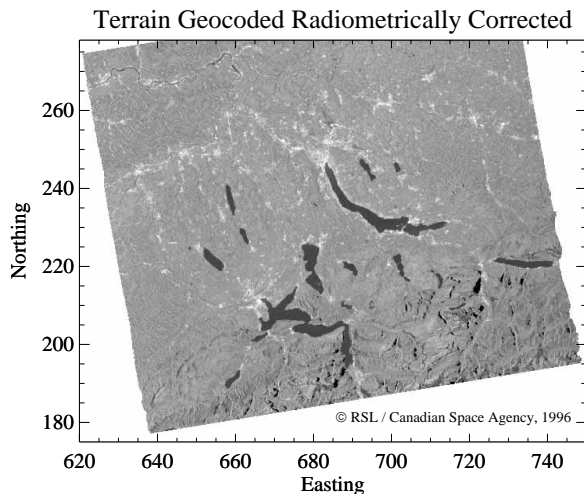 Terrain Geocoded Radiometrically Corrected
260
240
220
200
180
Northing
© RSL / Canadian Space Agency, 1996
620 640 660 680 700 720 740
Easting